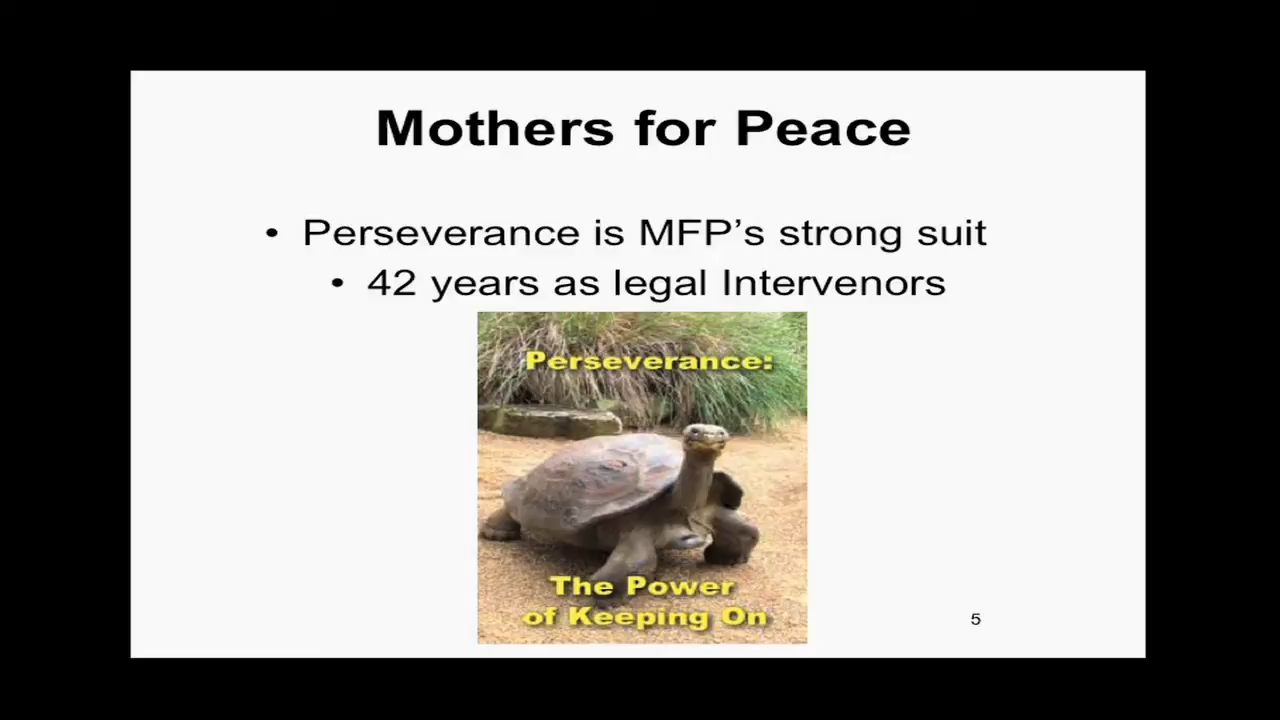 Mothers for Peace
• Perseverance is MFP's strong suit
• 42 years as legal Intervenors
Perseverance:
The Power
of Keeping On
5